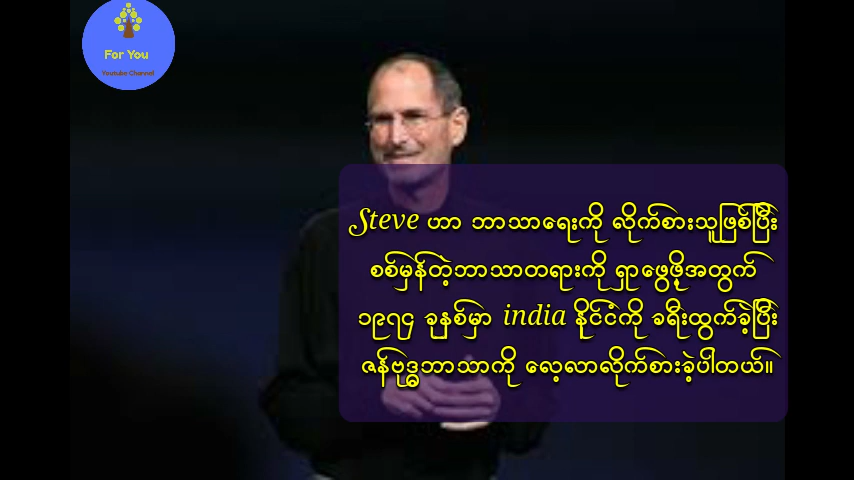 For You
Youtube Channel
Steve ဟာ ဘာသာရေးကို လိုက်စားသူဖြစ်ပြီး
စစ်မှန်တဲ့ဘာသာတရားကို ရှာဖွေဖို့အတွက်
၁၉၇၄ ခုနှစ်မှာ india နိုင်ငံကို ခရီးထွက်ခဲ့ပြီး
ဇန်ဗုဒ္ဓဘာသာကို လေ့လာလိုက်စားခဲ့ပါတယ်။